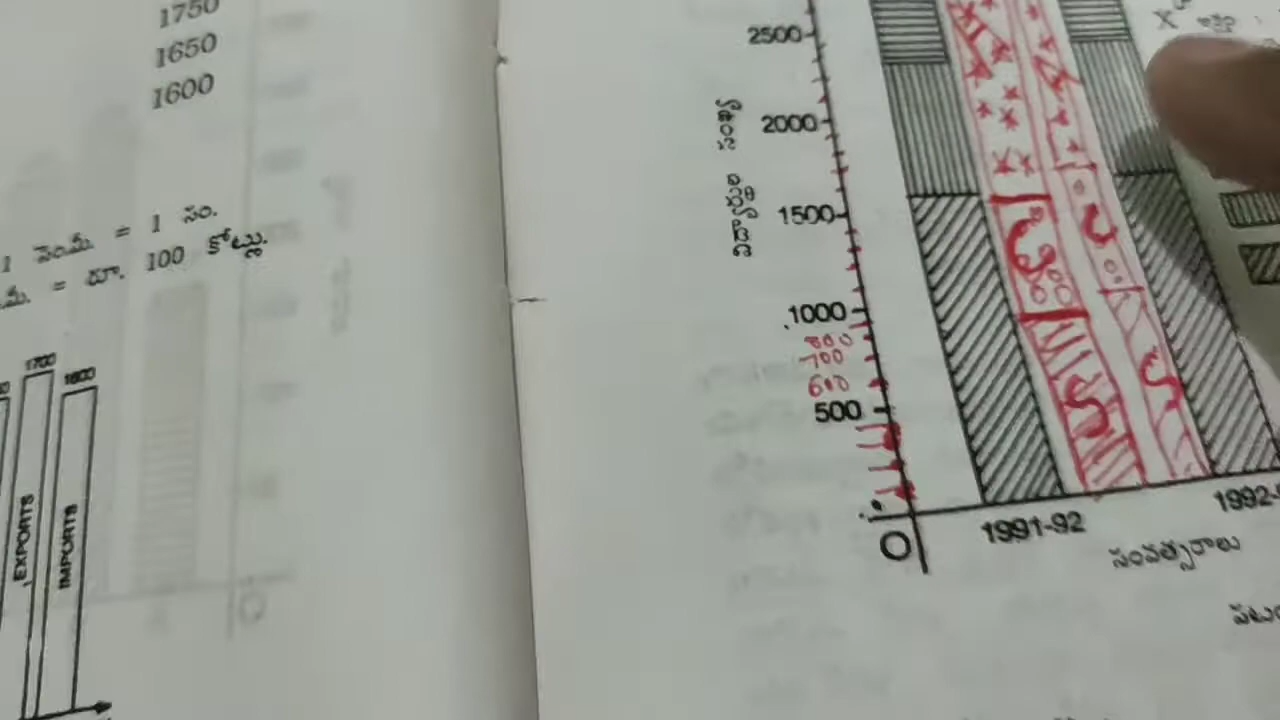 1750
1650
1600
1 సెం.మీ. = 1 సం.
మీ. = రూ. 100 కోట్లు.
1700
1600
EXPORTS
IMPORTS
2500
2000
1500
1000
800
700
600
500
విద్యార్థుల సంఖ్య
O
1991-92
1992-
సంవత్సరాలు
X